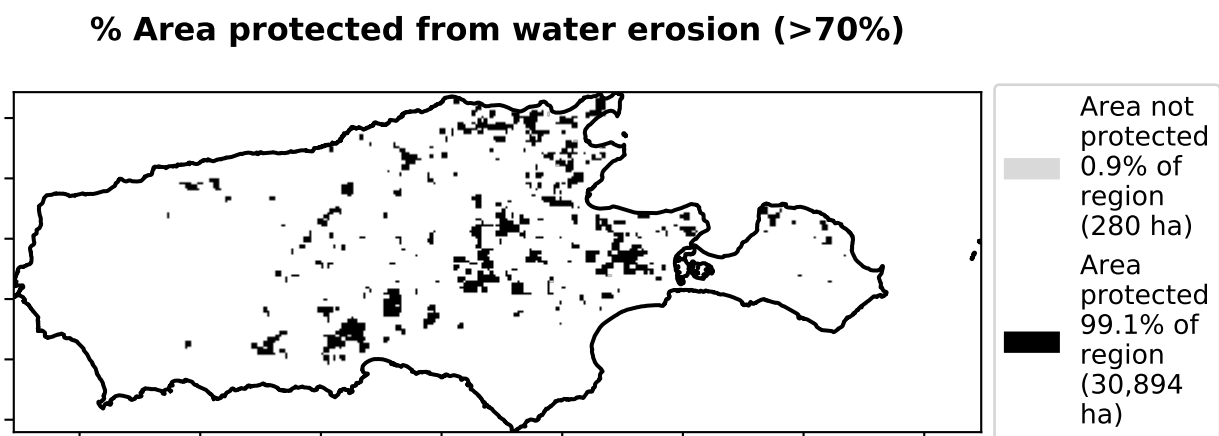 % Area protected from water erosion (>70%)
Area not
protected
0.9% of
region
(280 ha)
Area
protected
99.1% of
region
(30,894
ha)